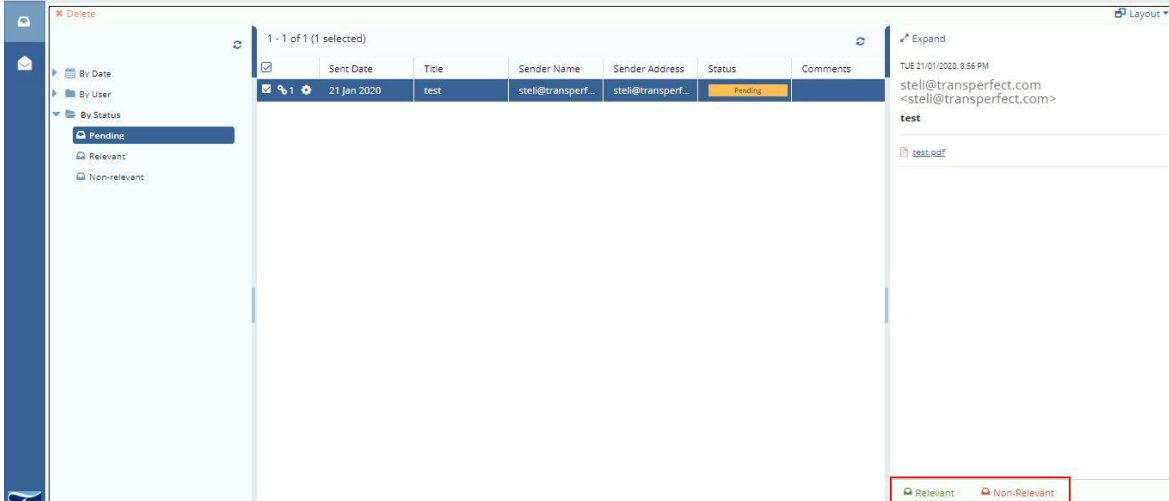 Delete
Layout
1 - 1 of 1 (1 selected)
Expand
By Date
By User
By Status
Pending
Relevant
Non-relevant
Sent Date Title Sender Name Sender Address Status Comments
1 21 Jan 2020 test steli@transperf... steli@transperf... Pending
TUE 21/01/2020, 8:56 PM
steli@transperfect.com
<steli@transperfect.com>
test
test.pdf
Relevant Non-Relevant